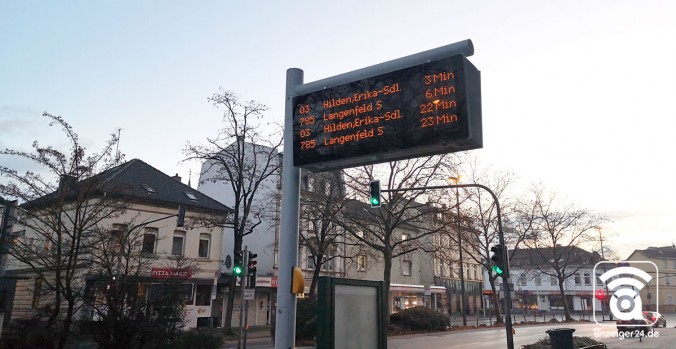 03 Hilden,Erika-Sdl 3 Min
785 Langenfeld S 6 Min
03 Hilden,Erika-Sdl 22 Min
785 Langenfeld S 23 Min
PIZZA
anzeiger24.de